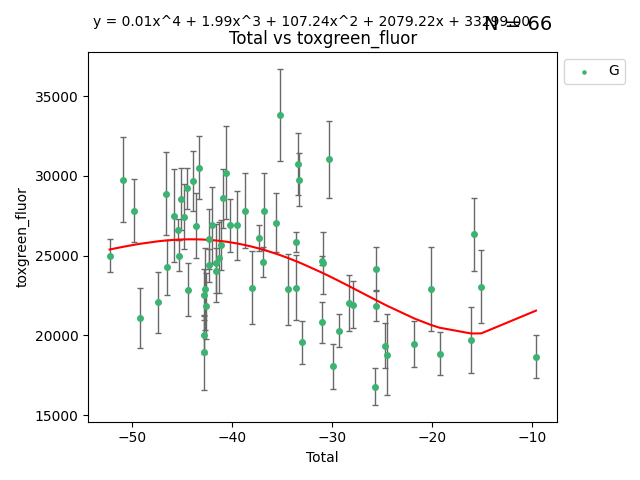 y = 0.01x^4 + 1.99x^3 + 107.24x^2 + 2079.22x + 33299.00
N = 66
Total vs toxgreen_fluor
G
35000
30000
25000
20000
15000
toxgreen_fluor
−50 −40 −30 −20 −10
Total